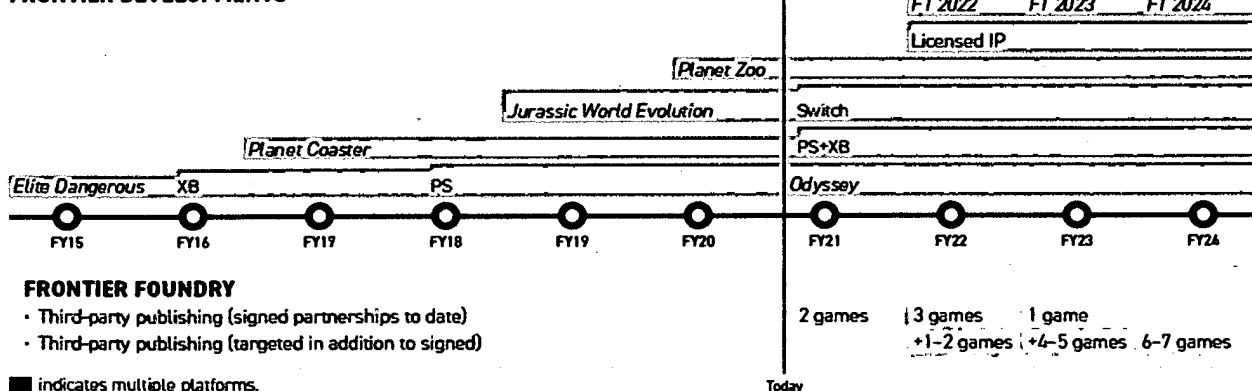 FRONTIER DEVELOPMENTS
F1 2022 F1 2023 F1 2024
Licensed IP
Planet Zoo
Jurassic World Evolution Switch
Planet Coaster PS+XB
Elite Dangerous XB PS Odyssey
FY15 FY16 FY17 FY18 FY19 FY20 FY21 FY22 FY23 FY24
FRONTIER FOUNDRY
· Third-party publishing (signed partnerships to date) 2 games 3 games 1 game
· Third-party publishing (targeted in addition to signed) +1–2 games +4–5 games 6–7 games
indicates multiple platforms. Today